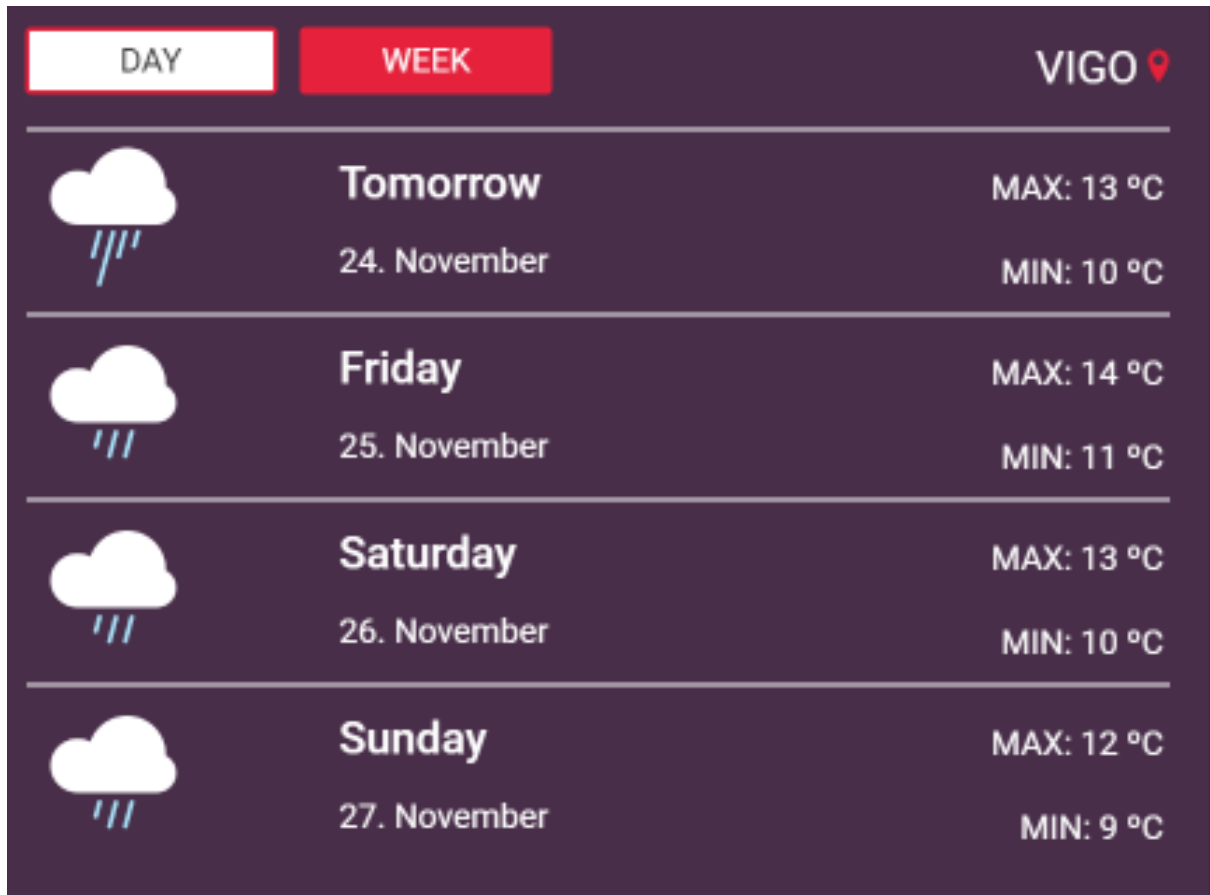 DAY
WEEK
VIGO
Tomorrow
MAX: 13 ºC
24. November
MIN: 10 ºC
Friday
MAX: 14 ºC
25. November
MIN: 11 ºC
Saturday
MAX: 13 ºC
26. November
MIN: 10 ºC
Sunday
MAX: 12 ºC
27. November
MIN: 9 ºC